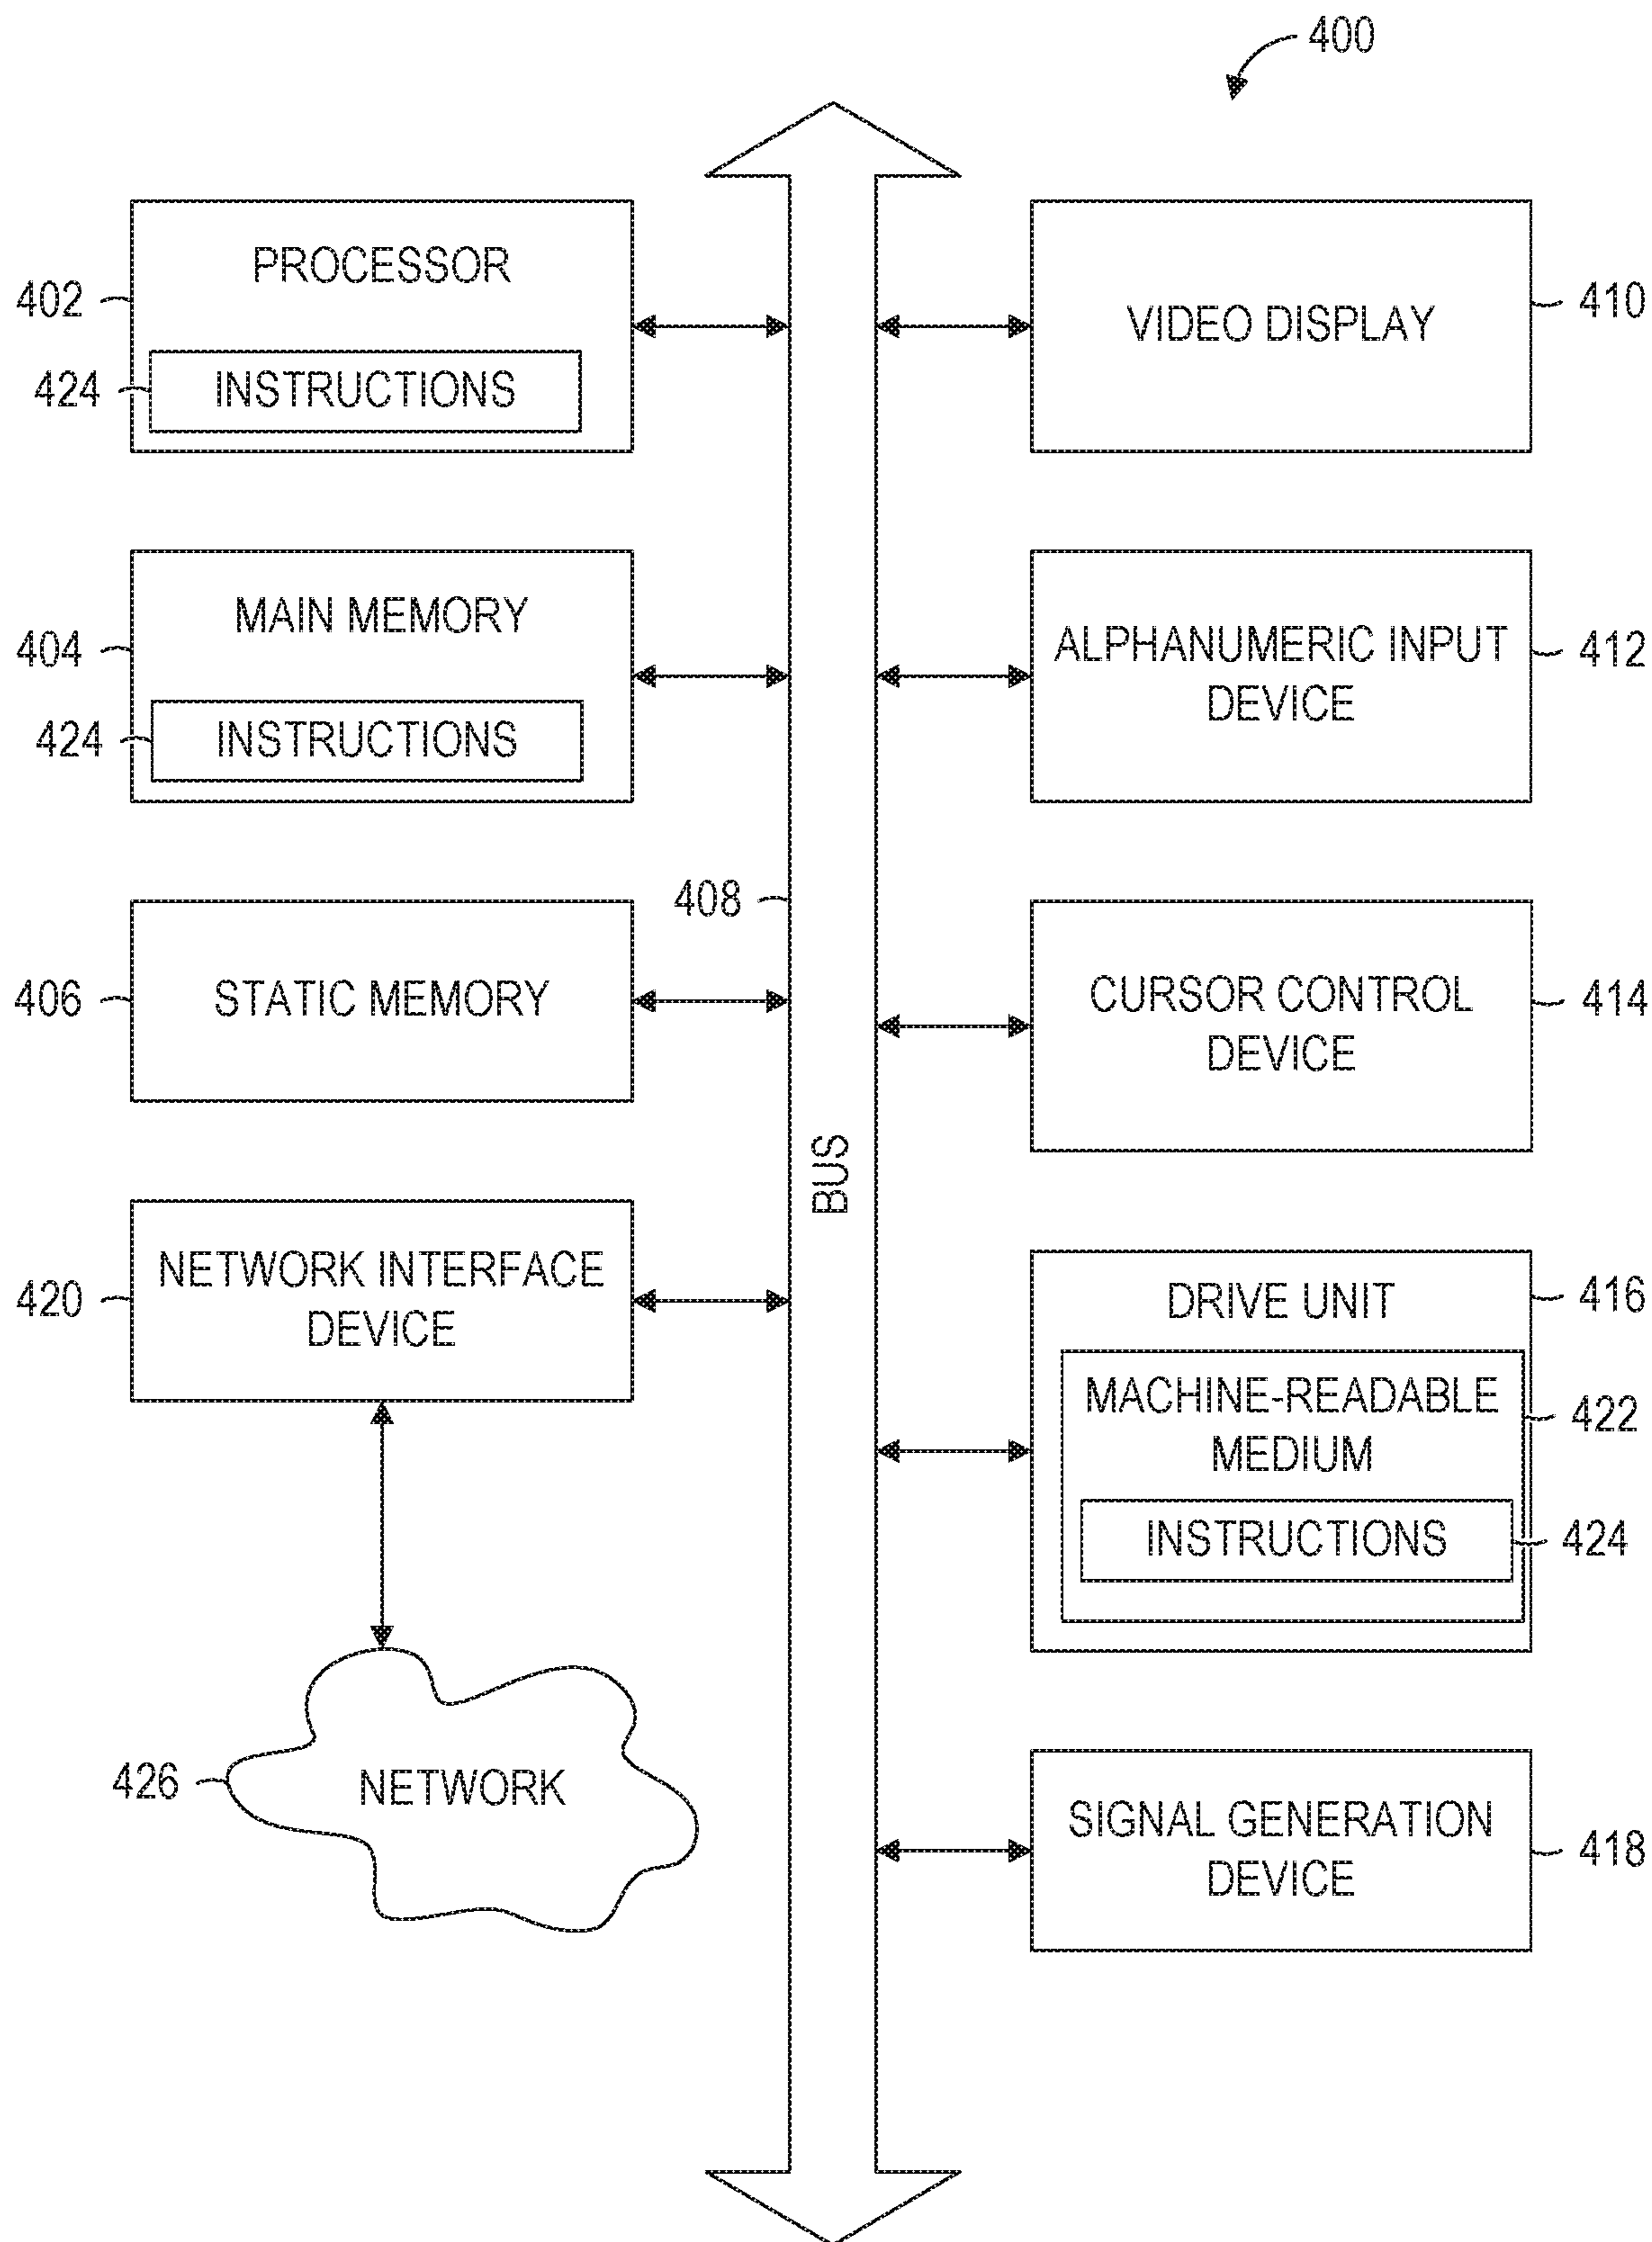 400
PROCESSOR
402
424
INSTRUCTIONS
MAIN MEMORY
404
424
INSTRUCTIONS
408
STATIC MEMORY
406
NETWORK INTERFACE
DEVICE
420
426
NETWORK
BUS
VIDEO DISPLAY
410
ALPHANUMERIC INPUT
DEVICE
412
CURSOR CONTROL
DEVICE
414
DRIVE UNIT
416
MACHINE-READABLE
MEDIUM
422
INSTRUCTIONS
424
SIGNAL GENERATION
DEVICE
418